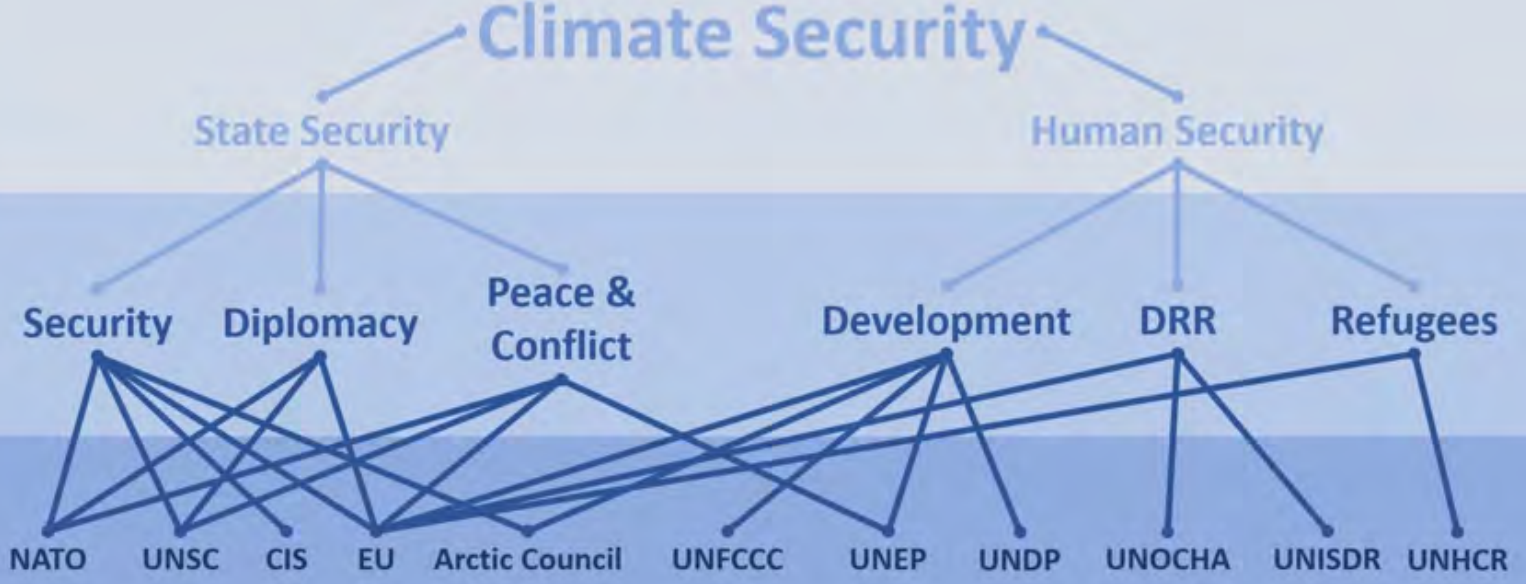 Climate Security
State Security
Human Security
Security
Diplomacy
Peace &
Conflict
Development
DRR
Refugees
NATO
UNSC
CIS
EU
Arctic Council
UNFCCC
UNEP
UNDP
UNOCHA
UNISDR
UNHCR